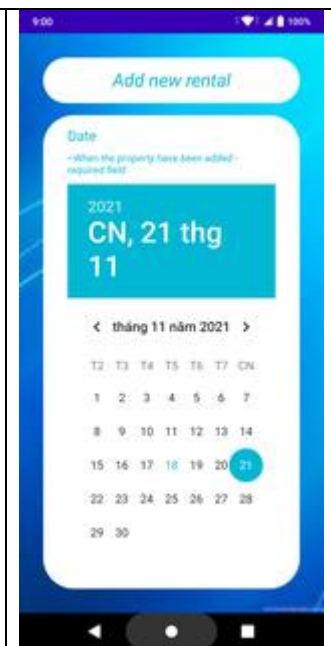 9:00
100%
Add new rental
Date
- When the property have been added -
required field
2021
CN, 21 thg
11
tháng 11 năm 2021
T2 T3 T4 T5 T6 T7 CN
1 2 3 4 5 6 7
8 9 10 11 12 13 14
15 16 17 18 19 20 21
22 23 24 25 26 27 28
29 30